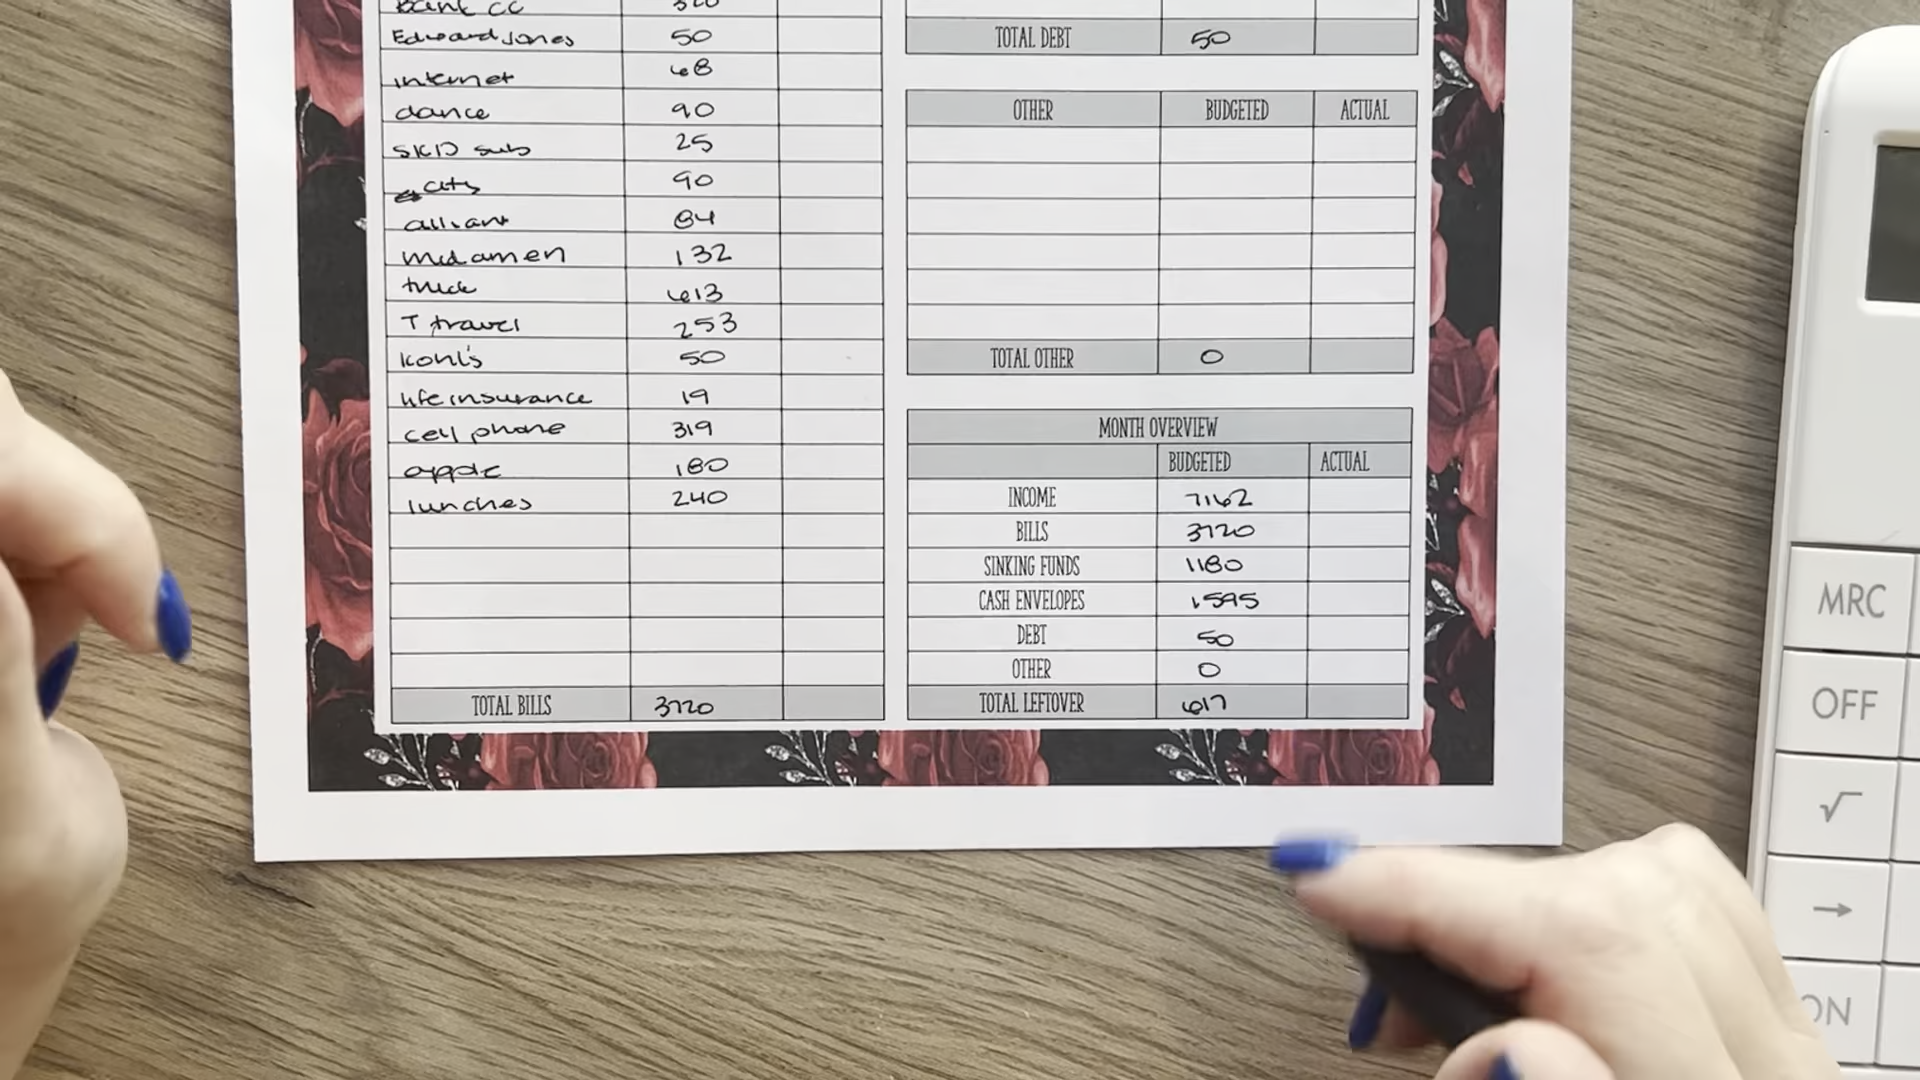 Bank CC 320
Edward Jones 50
internet 68
dance 90
SKID sub 25
city 90
alliant 84
midamen 132
truck 613
T travel 253
Kohl's 50
life insurance 19
cell phone 319
apple 180
lunches 240
TOTAL BILLS 3720
TOTAL DEBT 50
OTHER BUDGETED ACTUAL
TOTAL OTHER 0
MONTH OVERVIEW
BUDGETED ACTUAL
INCOME 7162
BILLS 3720
SINKING FUNDS 1180
CASH ENVELOPES 1595
DEBT 50
OTHER 0
TOTAL LEFTOVER 617
MRC
OFF
√
→
ON